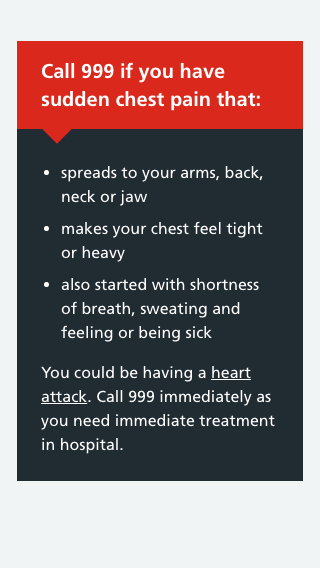 Call 999 if you have
sudden chest pain that:
• spreads to your arms, back,
neck or jaw
• makes your chest feel tight
or heavy
• also started with shortness
of breath, sweating and
feeling or being sick
You could be having a heart
attack. Call 999 immediately as
you need immediate treatment
in hospital.